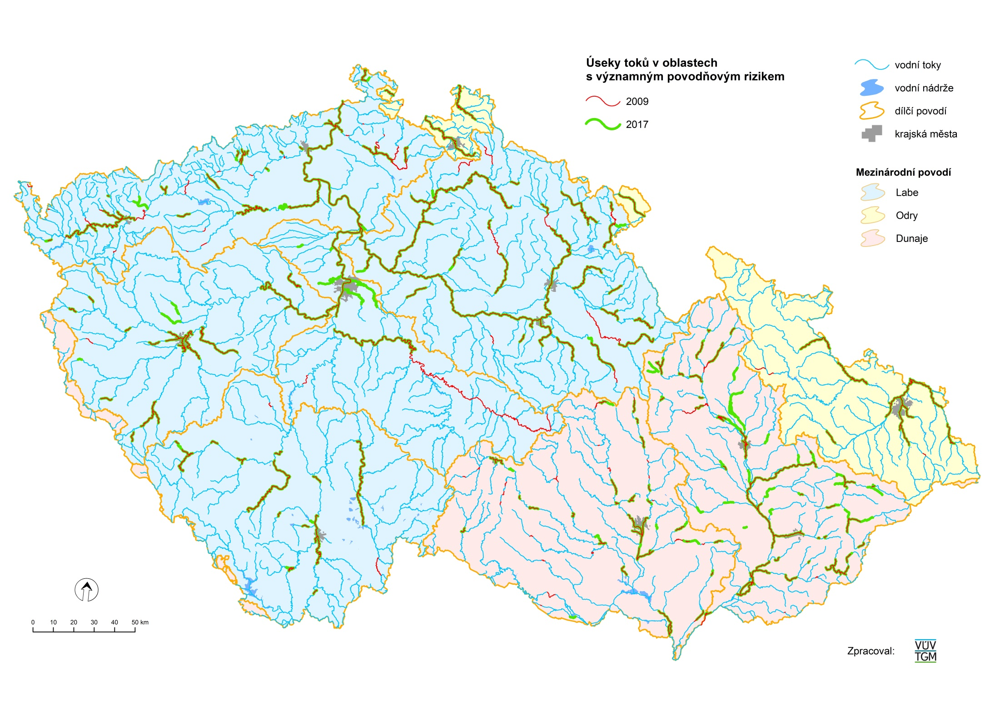 Úseky toků v oblastech
s významným povodňovým rizikem
2009
2017
vodní toky
vodní nádrže
dílčí povodí
krajská města
Mezinárodní povodí
Labe
Odry
Dunaje
0 10 20 30 40 50 km
Zpracoval:
VÚV
TGM